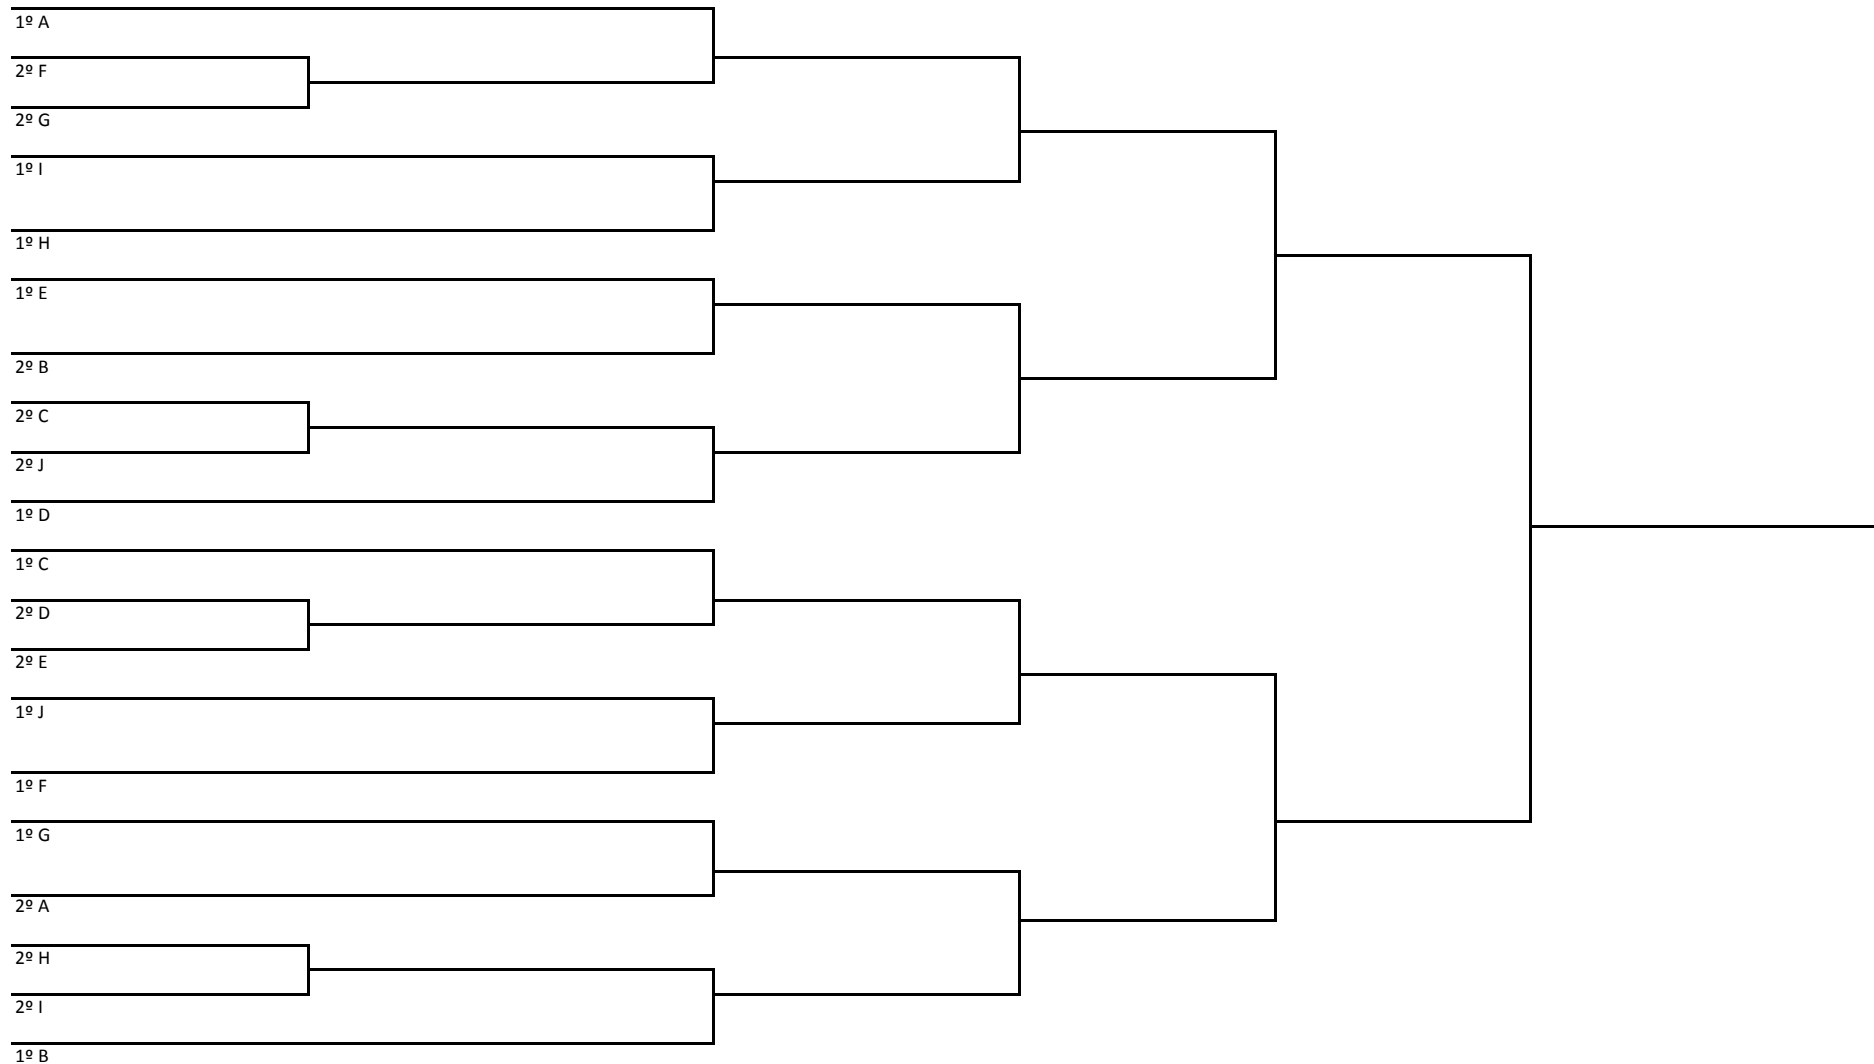 1º A
2º F
2º G
1º I
1º H
1º E
2º B
2º C
2º J
1º D
1º C
2º D
2º E
1º J
1º F
1º G
2º A
2º H
2º I
1º B